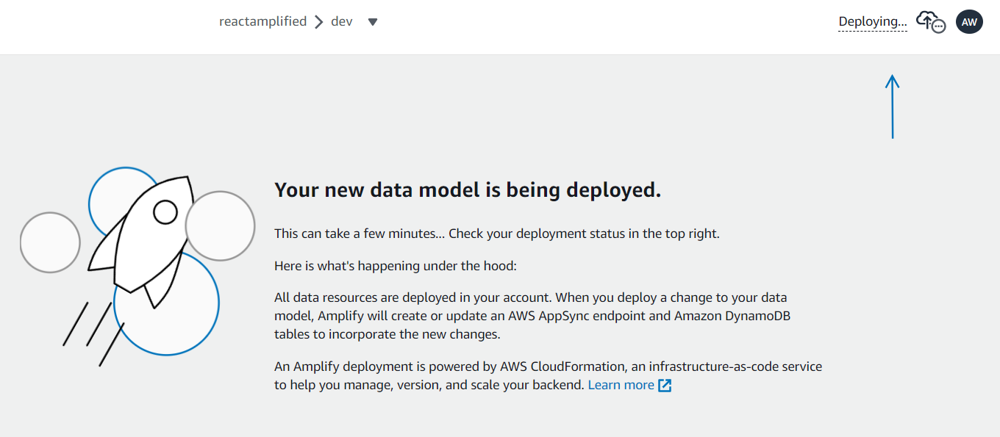 reactamplified > dev
Deploying...
AW
Your new data model is being deployed.
This can take a few minutes... Check your deployment status in the top right.
Here is what's happening under the hood:
All data resources are deployed in your account. When you deploy a change to your data
model, Amplify will create or update an AWS AppSync endpoint and Amazon DynamoDB
tables to incorporate the new changes.
An Amplify deployment is powered by AWS CloudFormation, an infrastructure-as-code service
to help you manage, version, and scale your backend. Learn more